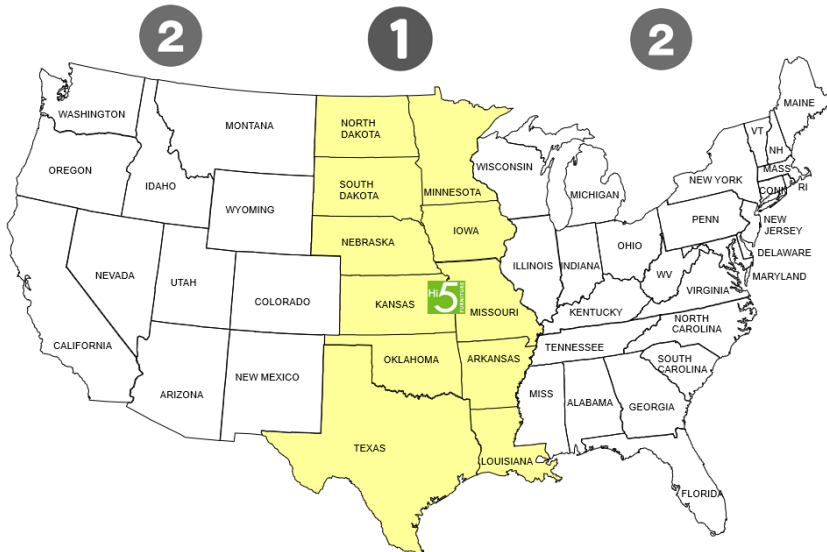 2
1
2
WASHINGTON
MONTANA
NORTH
DAKOTA
MINNESOTA
WISCONSIN
MICHIGAN
NEW YORK
VT
NH
MAINE
MASS
CONN
RI
OREGON
IDAHO
WYOMING
SOUTH
DAKOTA
IOWA
NEBRASKA
ILLINOIS
INDIANA
OHIO
PENN
NEW
JERSEY
DELAWARE
MARYLAND
WV
VIRGINIA
NEVADA
UTAH
COLORADO
KANSAS
Hi
5
FURNITURE
MISSOURI
KENTUCKY
NORTH
CAROLINA
CALIFORNIA
ARIZONA
NEW MEXICO
OKLAHOMA
ARKANSAS
TENNESSEE
SOUTH
CAROLINA
MISS
ALABAMA
GEORGIA
TEXAS
LOUISIANA
FLORIDA